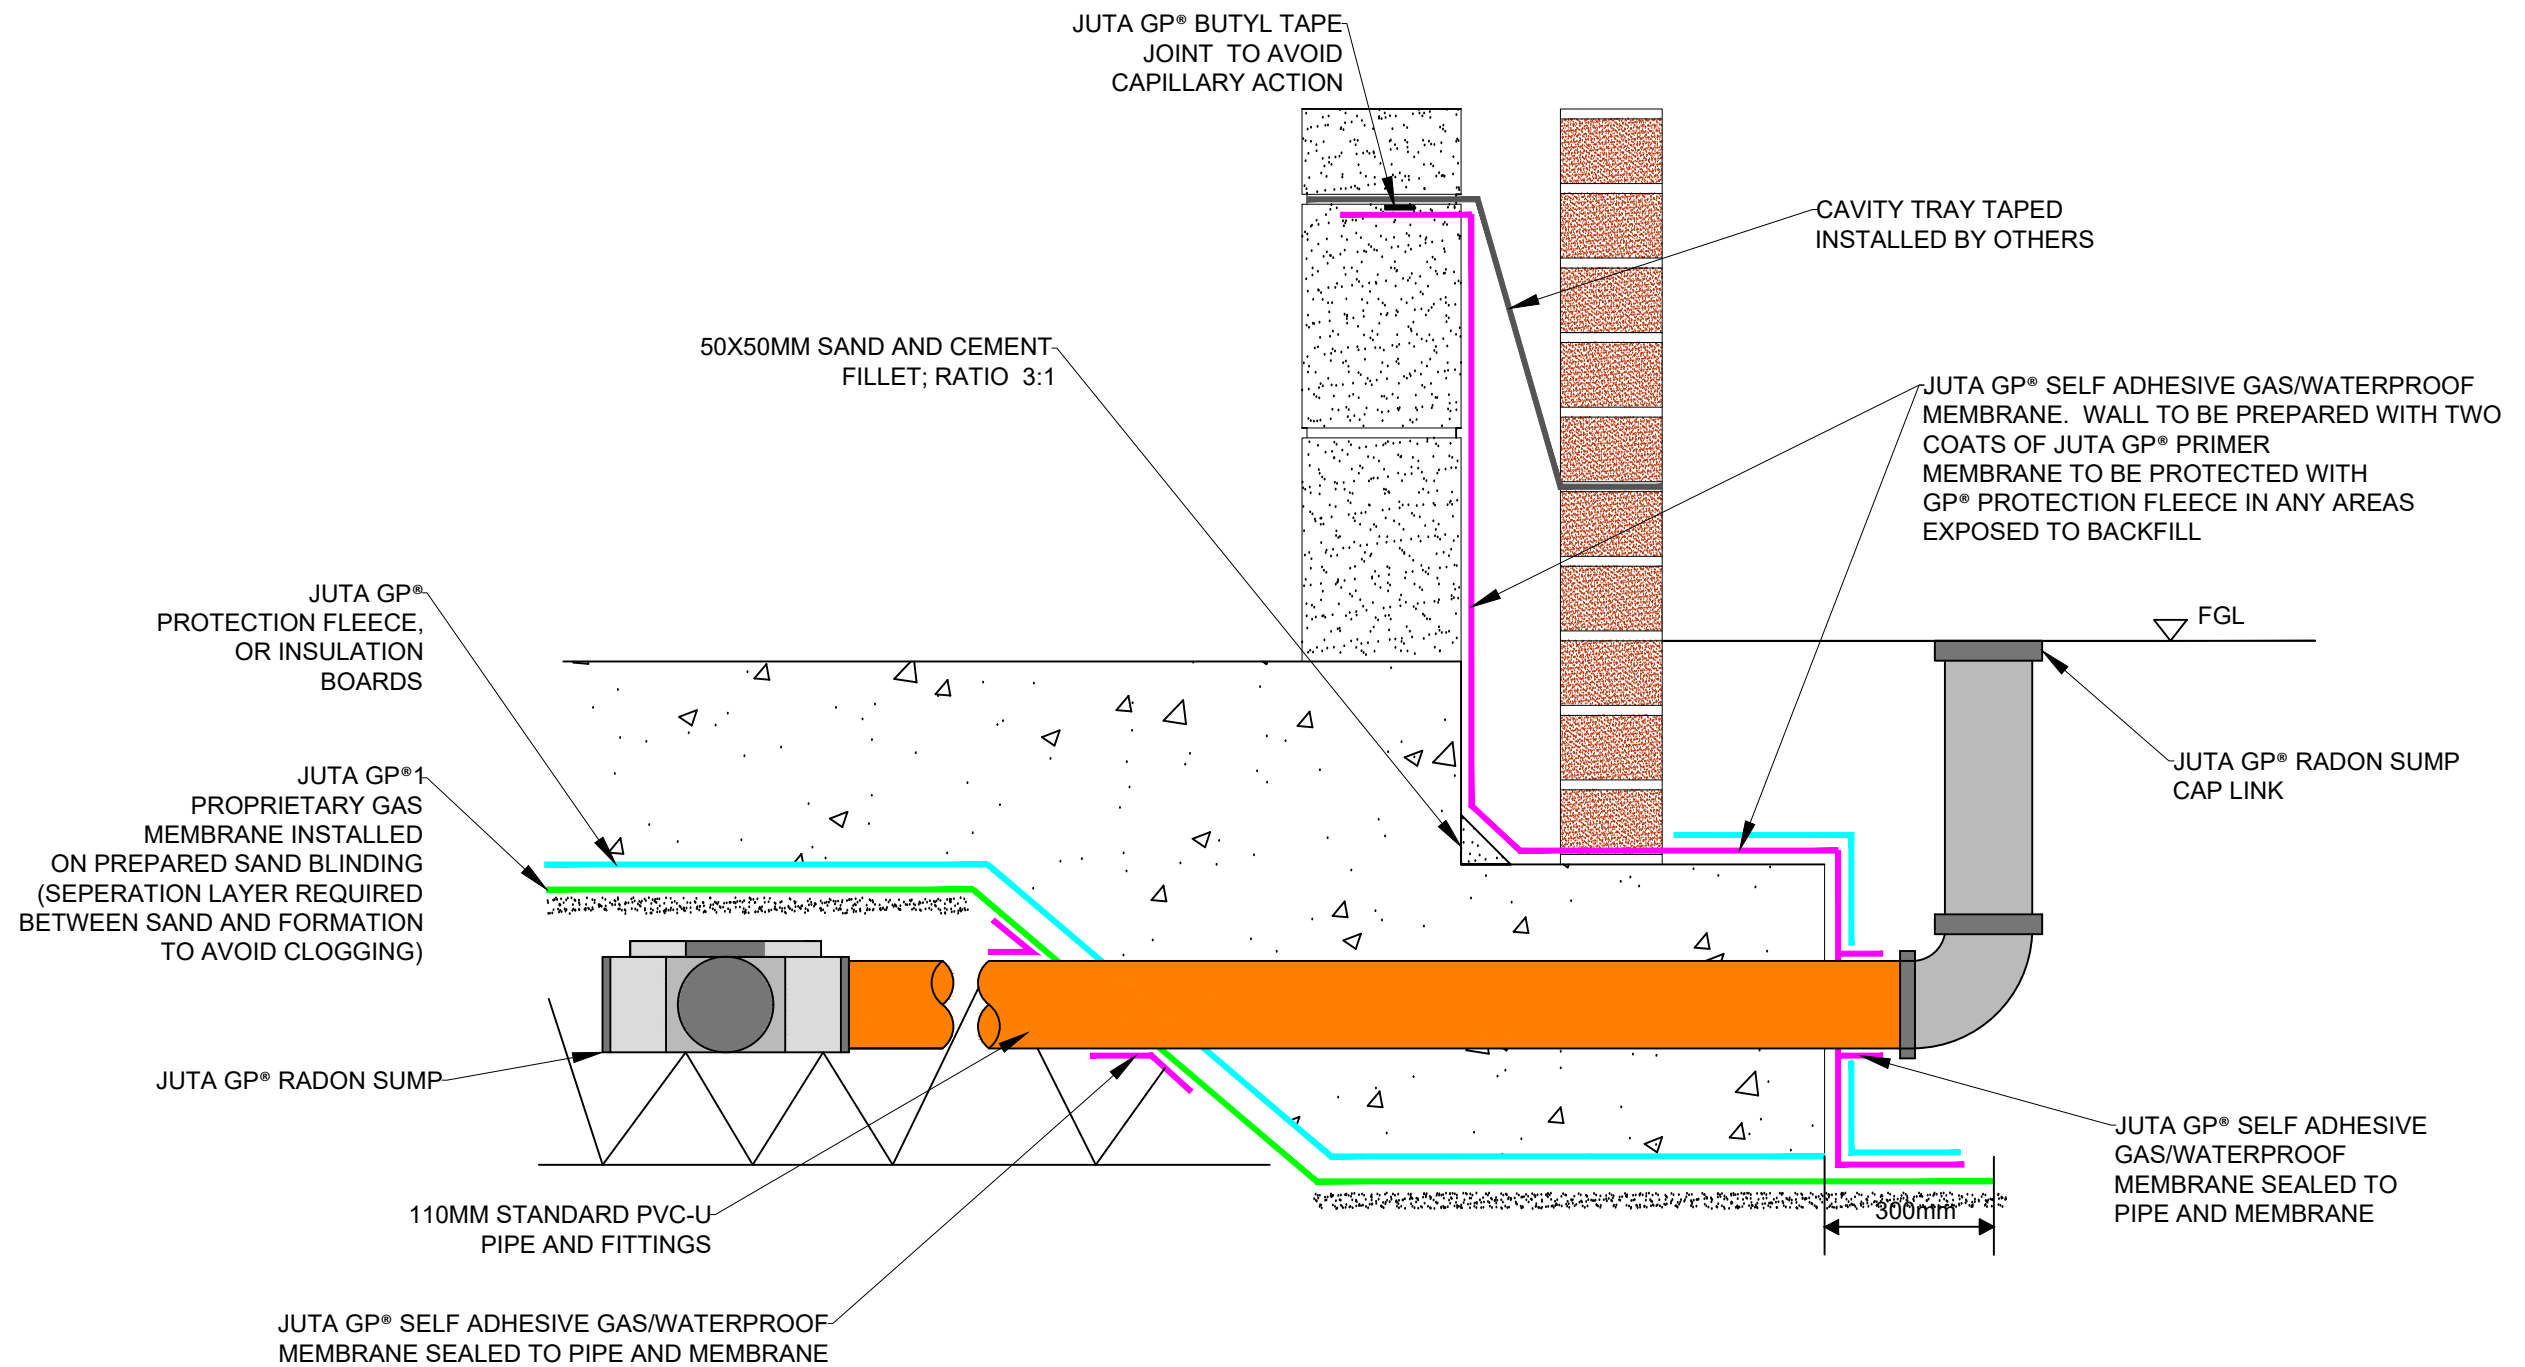 JUTA GP® BUTYL TAPE
JOINT TO AVOID
CAPILLARY ACTION
CAVITY TRAY TAPED
INSTALLED BY OTHERS
50X50MM SAND AND CEMENT
FILLET; RATIO 3:1
JUTA GP® SELF ADHESIVE GAS/WATERPROOF
MEMBRANE. WALL TO BE PREPARED WITH TWO
COATS OF JUTA GP® PRIMER
MEMBRANE TO BE PROTECTED WITH
GP® PROTECTION FLEECE IN ANY AREAS
EXPOSED TO BACKFILL
JUTA GP®
PROTECTION FLEECE,
OR INSULATION
BOARDS
FGL
JUTA GP®1
PROPRIETARY GAS
MEMBRANE INSTALLED
ON PREPARED SAND BLINDING
(SEPERATION LAYER REQUIRED
BETWEEN SAND AND FORMATION
TO AVOID CLOGGING)
JUTA GP® RADON SUMP
CAP LINK
JUTA GP® RADON SUMP
JUTA GP® SELF ADHESIVE
GAS/WATERPROOF
MEMBRANE SEALED TO
PIPE AND MEMBRANE
300mm
110MM STANDARD PVC-U
PIPE AND FITTINGS
JUTA GP® SELF ADHESIVE GAS/WATERPROOF
MEMBRANE SEALED TO PIPE AND MEMBRANE